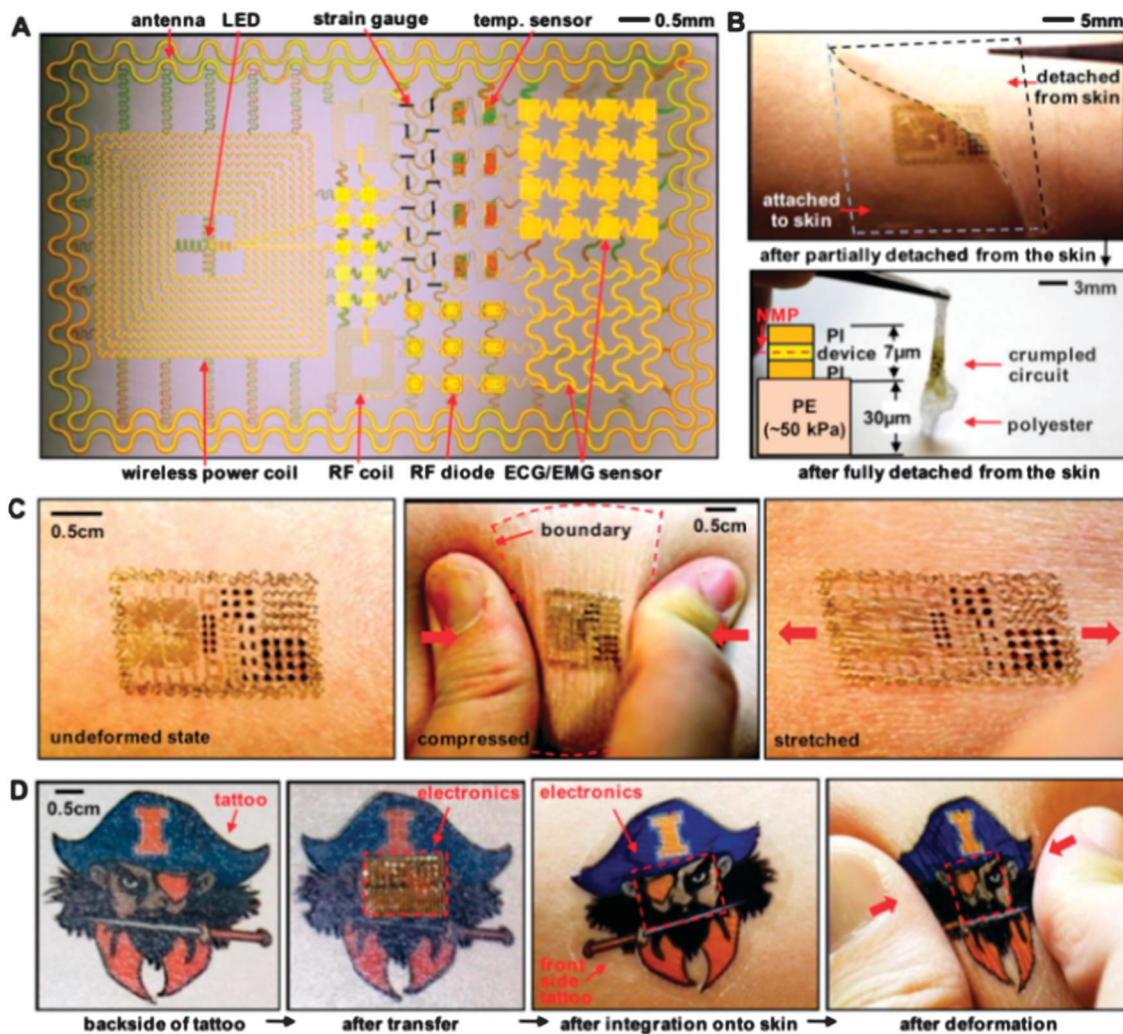 A
antenna LED strain gauge temp. sensor 0.5mm
wireless power coil RF coil RF diode ECG/EMG sensor
B
5mm
detached
from skin
attached
to skin
after partially detached from the skin
3mm
NMP
PI
device 7µm
PI
PE
(~50 kPa)
30µm
crumpled
circuit
polyester
after fully detached from the skin
C
0.5cm
undeformed state
boundary
0.5cm
compressed
stretched
D
0.5cm
tattoo
I
backside of tattoo
electronics
I
after transfer
electronics
I
front
side
tattoo
after integration onto skin
I
after deformation